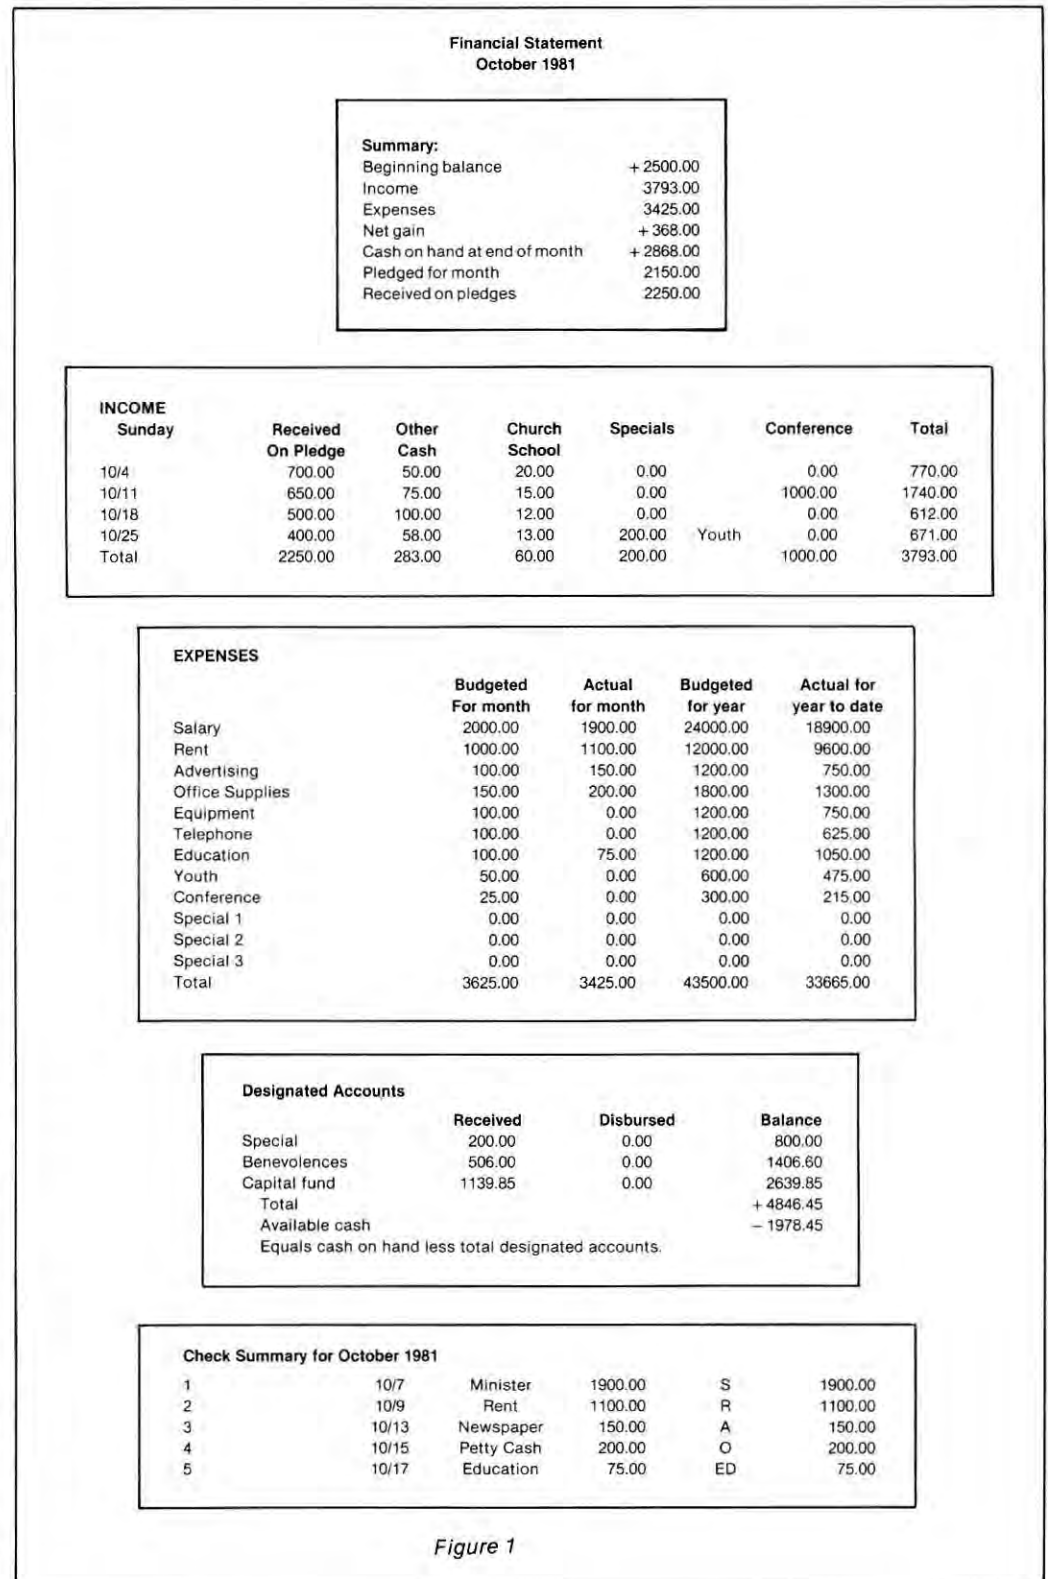 Financial Statement
October 1981
Summary:
Beginning balance + 2500.00
Income 3793.00
Expenses 3425.00
Net gain + 368.00
Cash on hand at end of month + 2868.00
Pledged for month 2150.00
Received on pledges 2250.00
INCOME
Sunday Received Other Church Specials Conference Total
On Pledge Cash School
10/4 700.00 50.00 20.00 0.00 0.00 770.00
10/11 650.00 75.00 15.00 0.00 1000.00 1740.00
10/18 500.00 100.00 12.00 0.00 0.00 612.00
10/25 400.00 58.00 13.00 200.00 Youth 0.00 671.00
Total 2250.00 283.00 60.00 200.00 1000.00 3793.00
EXPENSES
Budgeted Actual Budgeted Actual for
For month for month for year year to date
Salary 2000.00 1900.00 24000.00 18900.00
Rent 1000.00 1100.00 12000.00 9600.00
Advertising 100.00 150.00 1200.00 750.00
Office Supplies 150.00 200.00 1800.00 1300.00
Equipment 100.00 0.00 1200.00 750.00
Telephone 100.00 0.00 1200.00 625.00
Education 100.00 75.00 1200.00 1050.00
Youth 50.00 0.00 600.00 475.00
Conference 25.00 0.00 300.00 215.00
Special 1 0.00 0.00 0.00 0.00
Special 2 0.00 0.00 0.00 0.00
Special 3 0.00 0.00 0.00 0.00
Total 3625.00 3425.00 43500.00 33665.00
Designated Accounts
Received Disbursed Balance
Special 200.00 0.00 800.00
Benevolences 506.00 0.00 1406.60
Capital fund 1139.85 0.00 2639.85
Total + 4846.45
Available cash − 1978.45
Equals cash on hand less total designated accounts.
Check Summary for October 1981
1 10/7 Minister 1900.00 S 1900.00
2 10/9 Rent 1100.00 R 1100.00
3 10/13 Newspaper 150.00 A 150.00
4 10/15 Petty Cash 200.00 O 200.00
5 10/17 Education 75.00 ED 75.00
Figure 1